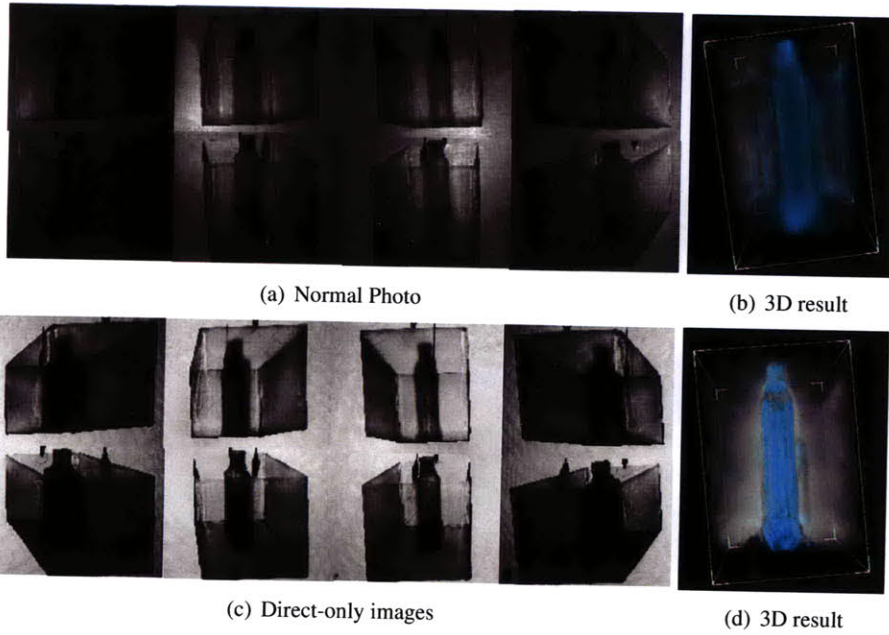 (a) Normal Photo
(b) 3D result
(c) Direct-only images
(d) 3D result